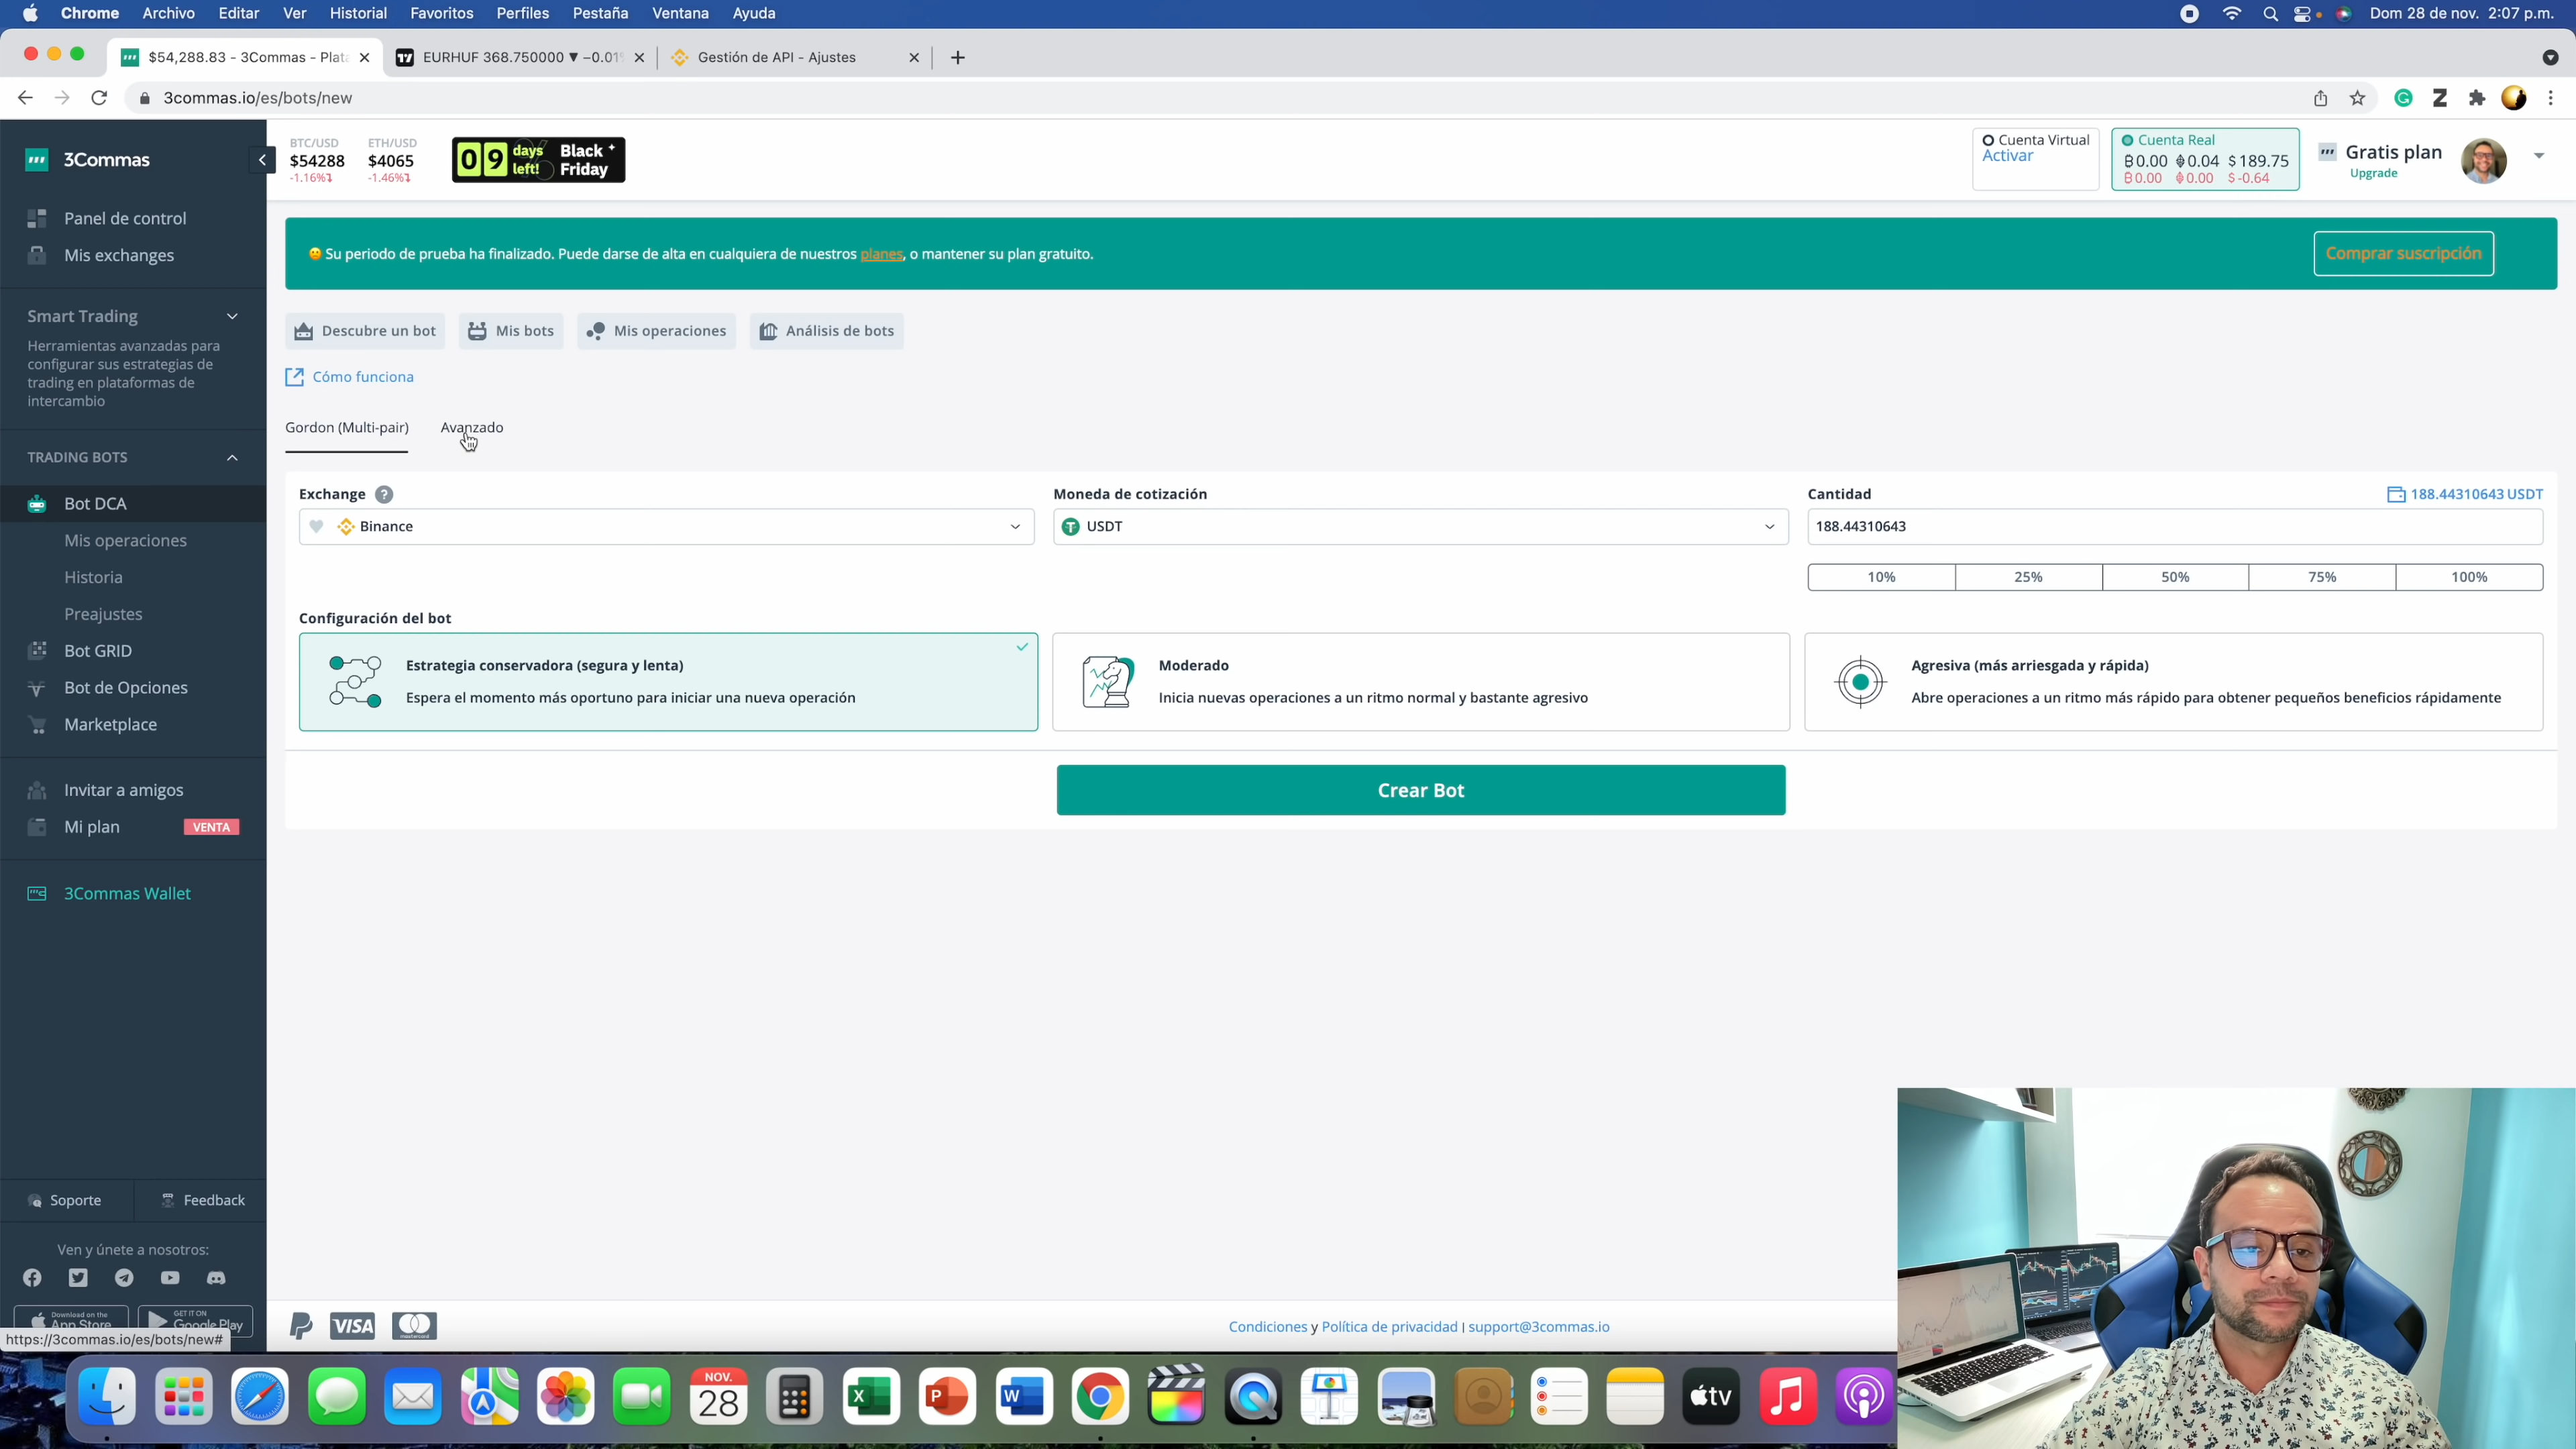 Chrome Archivo Editar Ver Historial Favoritos Perfiles Pestaña Ventana Ayuda Dom 28 de nov. 2:07 p.m.
$54,288.83 - 3Commas - Plat EURHUF 368.750000 ▼ −0.01 Gestión de API - Ajustes
3commas.io/es/bots/new
3Commas
BTC/USD ETH/USD
$54288 $4065
-1.16% -1.46%
09 days left! Black Friday
Cuenta Virtual
Activar
Cuenta Real
0.00 0.04 $189.75
0.00 0.00 $-0.64
Gratis plan
Upgrade
Panel de control
Mis exchanges
Smart Trading
Herramientas avanzadas para
configurar sus estrategias de
trading en plataformas de
intercambio
TRADING BOTS
Bot DCA
Mis operaciones
Historia
Preajustes
Bot GRID
Bot de Opciones
Marketplace
Invitar a amigos
Mi plan VENTA
3Commas Wallet
Soporte Feedback
Ven y únete a nosotros:
Download on the App Store GET IT ON Google Play
https://3commas.io/es/bots/new#
Su periodo de prueba ha finalizado. Puede darse de alta en cualquiera de nuestros planes, o mantener su plan gratuito. Comprar suscripción
Descubre un bot Mis bots Mis operaciones Análisis de bots
Cómo funciona
Gordon (Multi-pair) Avanzado
Exchange ? Moneda de cotización Cantidad 188.44310643 USDT
Binance USDT 188.44310643
10% 25% 50% 75% 100%
Configuración del bot
Estrategia conservadora (segura y lenta)
Espera el momento más oportuno para iniciar una nueva operación
Moderado
Inicia nuevas operaciones a un ritmo normal y bastante agresivo
Agresiva (más arriesgada y rápida)
Abre operaciones a un ritmo más rápido para obtener pequeños beneficios rápidamente
Crear Bot
VISA
Condiciones y Política de privacidad | support@3commas.io
NOV.
28
X P W tv